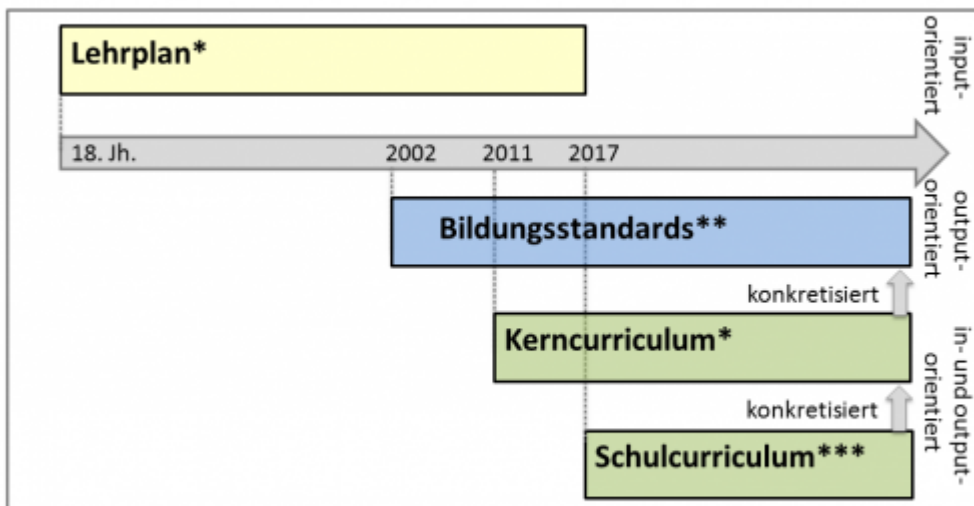 Lehrplan*
input-
orientiert
18. Jh.
2002
2011
2017
Bildungsstandards**
output-
orientiert
konkretisiert
Kerncurriculum*
konkretisiert
in- und output-
orientiert
Schulcurriculum***